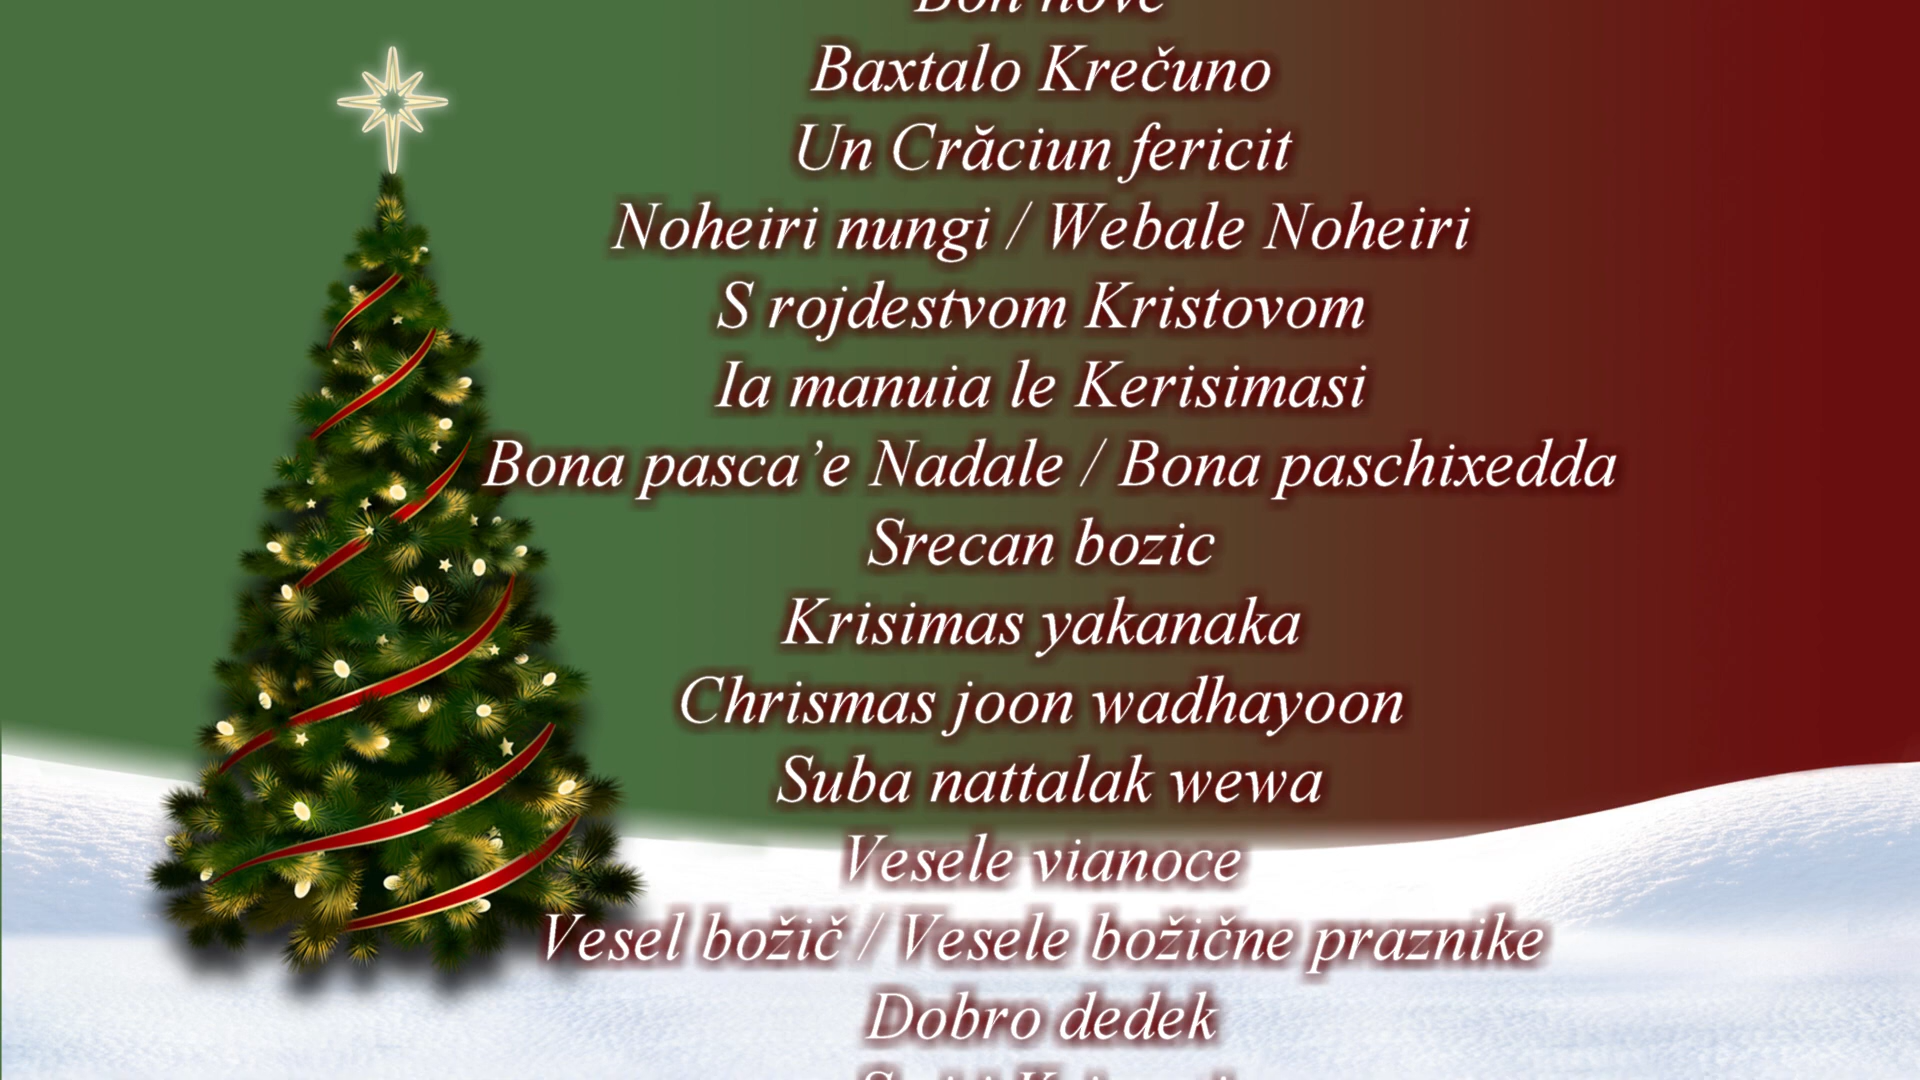 Baxtalo Krečuno
Un Crăciun fericit
Noheiri nungi / Webale Noheiri
S rojdestvom Kristovom
Ia manuia le Kerisimasi
Bona pasca’e Nadale / Bona paschixedda
Srecan bozic
Krisimas yakanaka
Chrismas joon wadhayoon
Suba nattalak wewa
Vesele vianoce
Vesel božič / Vesele božične praznike
Dobro dedek